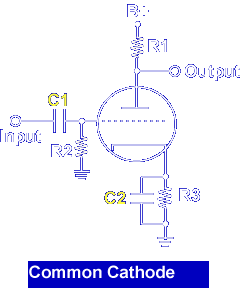 B+
R1
Output
C1
Input
R2
C2
R3
Common Cathode